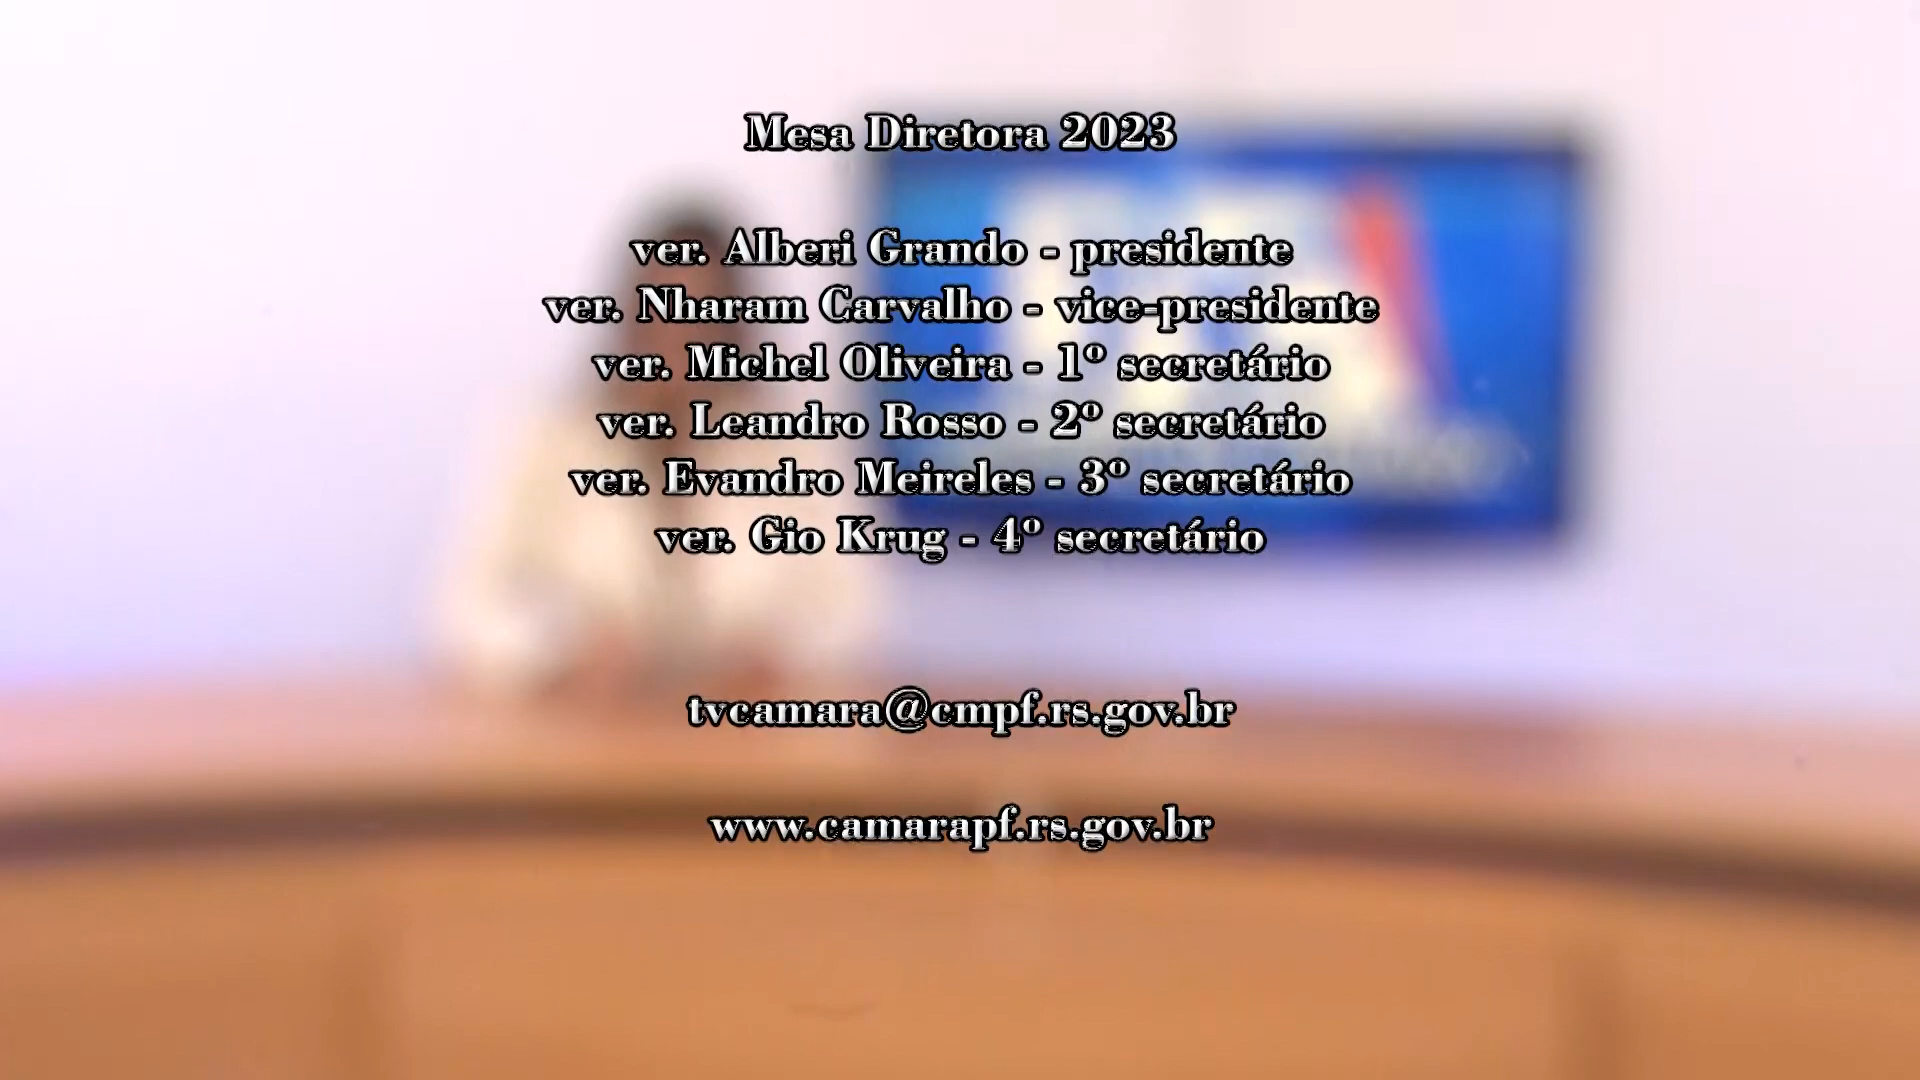 Mesa Diretora 2023
ver. Alberi Grando - presidente
ver. Nharam Carvalho - vice-presidente
ver. Michel Oliveira - 1º secretário
ver. Leandro Rosso - 2º secretário
ver. Evandro Meireles - 3º secretário
ver. Gio Krug - 4º secretário
tvcamara@cmpf.rs.gov.br
www.camarapf.rs.gov.br